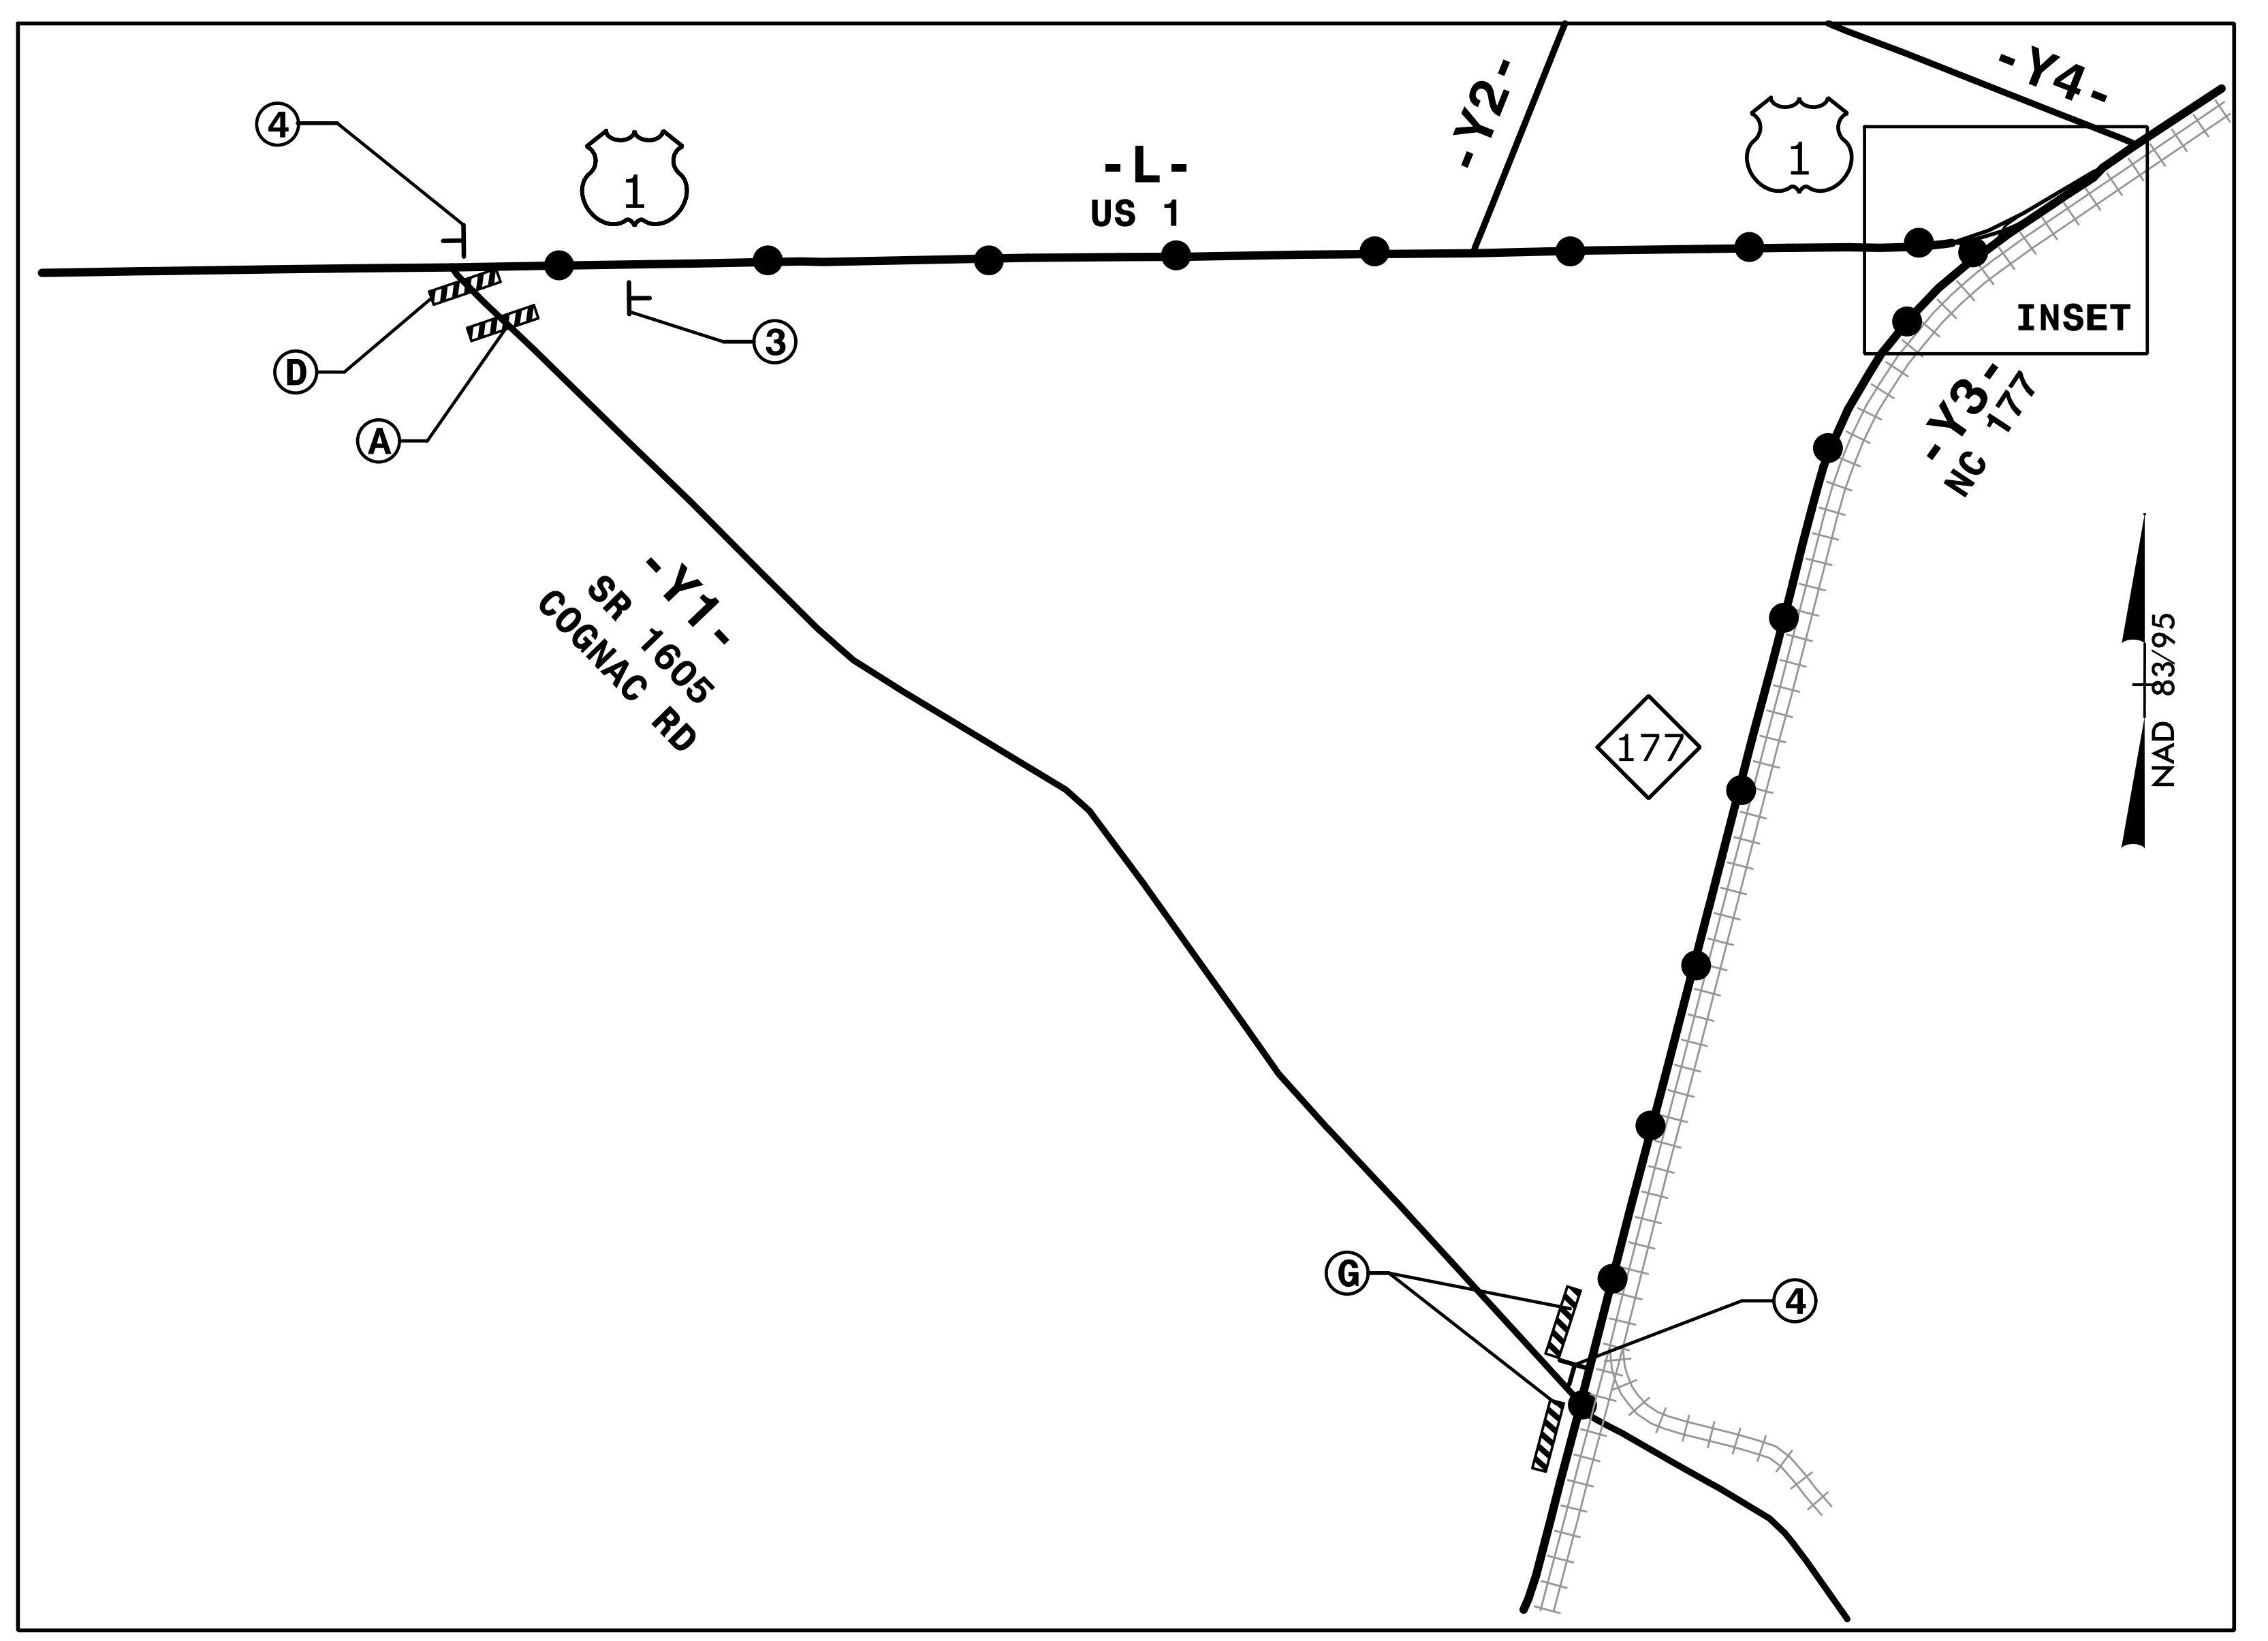 -Y4-
-Y2-
4
1
-L-
US 1
1
INSET
3
D
-Y3-
NC 177
A
-Y1-
SR 1605
COGNAC RD
NAD 83/95
177
G
4